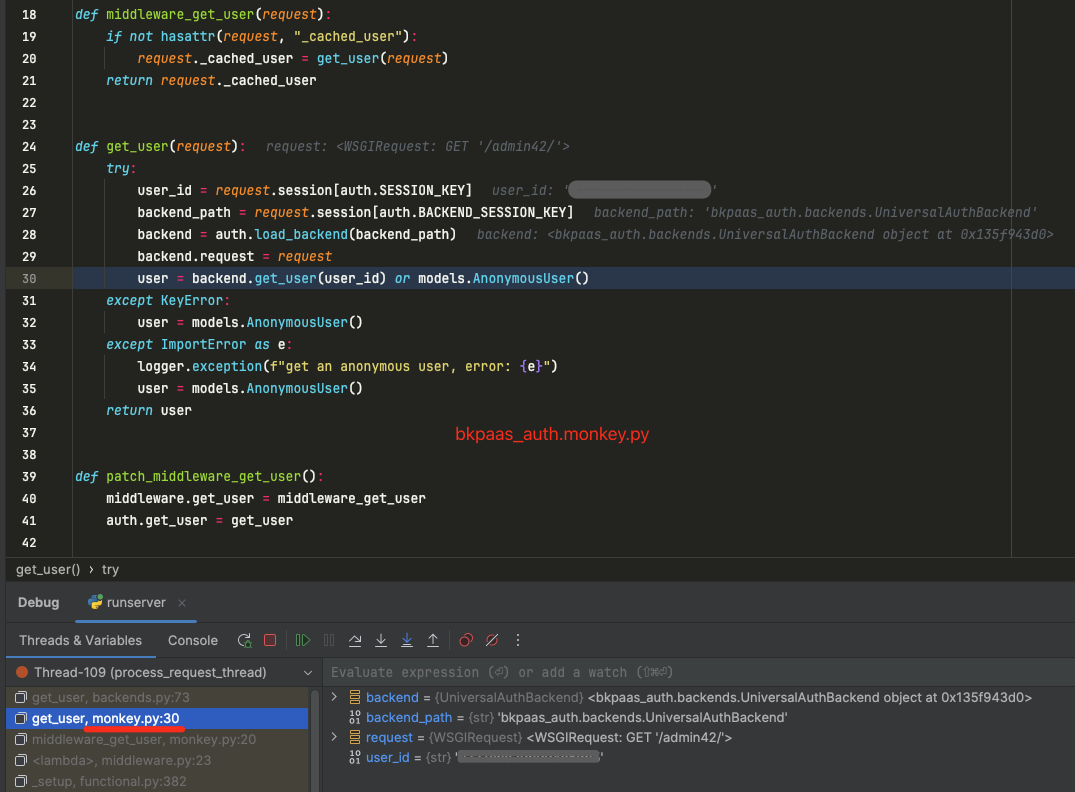 18 def middleware_get_user(request):
19 if not hasattr(request, "_cached_user"):
20 request._cached_user = get_user(request)
21 return request._cached_user
22
23
24 def get_user(request): request: <WSGIRequest: GET '/admin42/'>
25 try:
26 user_id = request.session[auth.SESSION_KEY] user_id: ' '
27 backend_path = request.session[auth.BACKEND_SESSION_KEY] backend_path: 'bkpaas_auth.backends.UniversalAuthBackend'
28 backend = auth.load_backend(backend_path) backend: <bkpaas_auth.backends.UniversalAuthBackend object at 0x135f943d0>
29 backend.request = request
30 user = backend.get_user(user_id) or models.AnonymousUser()
31 except KeyError:
32 user = models.AnonymousUser()
33 except ImportError as e:
34 logger.exception(f"get an anonymous user, error: {e}")
35 user = models.AnonymousUser()
36 return user
37 bkpaas_auth.monkey.py
38
39 def patch_middleware_get_user():
40 middleware.get_user = middleware_get_user
41 auth.get_user = get_user
42
get_user() › try
Debug runserver ×
Threads & Variables Console
Thread-109 (process_request_thread) Evaluate expression (⏎) or add a watch (⇧⌘⏎)
get_user, backends.py:73
get_user, monkey.py:30
middleware_get_user, monkey.py:20
<lambda>, middleware.py:23
_setup, functional.py:382
backend = {UniversalAuthBackend} <bkpaas_auth.backends.UniversalAuthBackend object at 0x135f943d0>
backend_path = {str} 'bkpaas_auth.backends.UniversalAuthBackend'
request = {WSGIRequest} <WSGIRequest: GET '/admin42/'>
user_id = {str} ' '